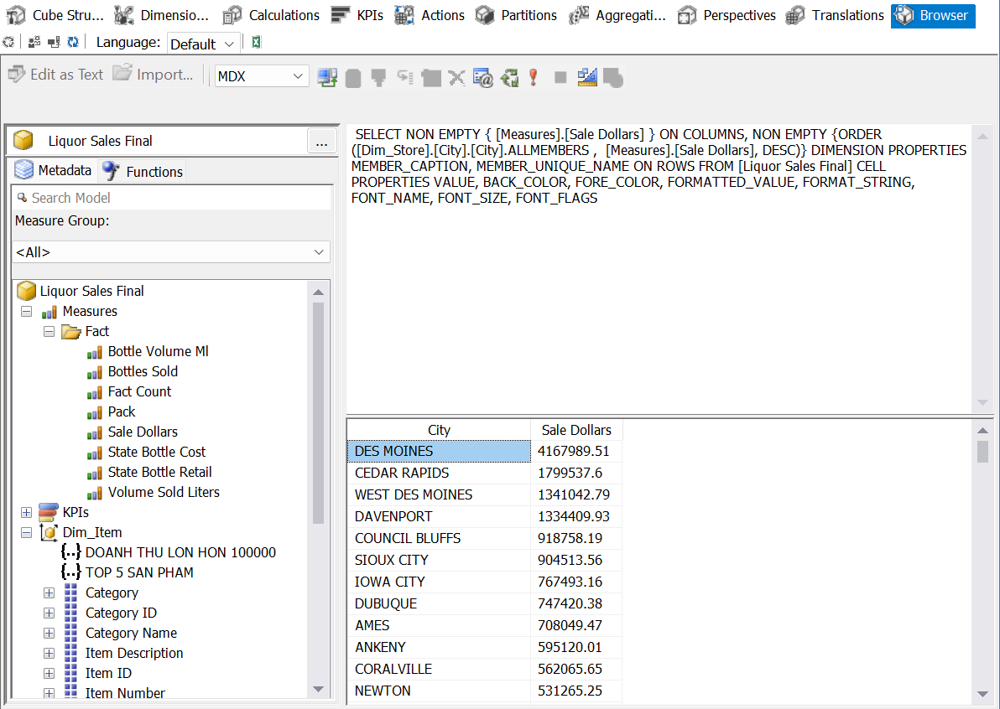 Cube Stru... Dimensio... Calculations KPIs Actions Partitions Aggregati... Perspectives Translations Browser
Language: Default
Edit as Text Import... MDX
Liquor Sales Final ...
Metadata Functions
Search Model
Measure Group:
<All>
Liquor Sales Final
Measures
Fact
Bottle Volume Ml
Bottles Sold
Fact Count
Pack
Sale Dollars
State Bottle Cost
State Bottle Retail
Volume Sold Liters
KPIs
Dim_Item
DOANH THU LON HON 100000
TOP 5 SAN PHAM
Category
Category ID
Category Name
Item Description
Item ID
Item Number
SELECT NON EMPTY { [Measures].[Sale Dollars] } ON COLUMNS, NON EMPTY {ORDER
([Dim_Store].[City].[City].ALLMEMBERS , [Measures].[Sale Dollars], DESC)} DIMENSION PROPERTIES
MEMBER_CAPTION, MEMBER_UNIQUE_NAME ON ROWS FROM [Liquor Sales Final] CELL
PROPERTIES VALUE, BACK_COLOR, FORE_COLOR, FORMATTED_VALUE, FORMAT_STRING,
FONT_NAME, FONT_SIZE, FONT_FLAGS
City Sale Dollars
DES MOINES 4167989.51
CEDAR RAPIDS 1799537.6
WEST DES MOINES 1341042.79
DAVENPORT 1334409.93
COUNCIL BLUFFS 918758.19
SIOUX CITY 904513.56
IOWA CITY 767493.16
DUBUQUE 747420.38
AMES 708049.47
ANKENY 595120.01
CORALVILLE 562065.65
NEWTON 531265.25